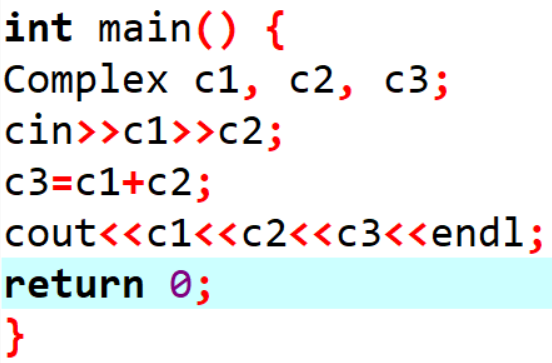 int main() {
Complex c1, c2, c3;
cin>>c1>>c2;
c3=c1+c2;
cout<<c1<<c2<<c3<<endl;
return 0;
}